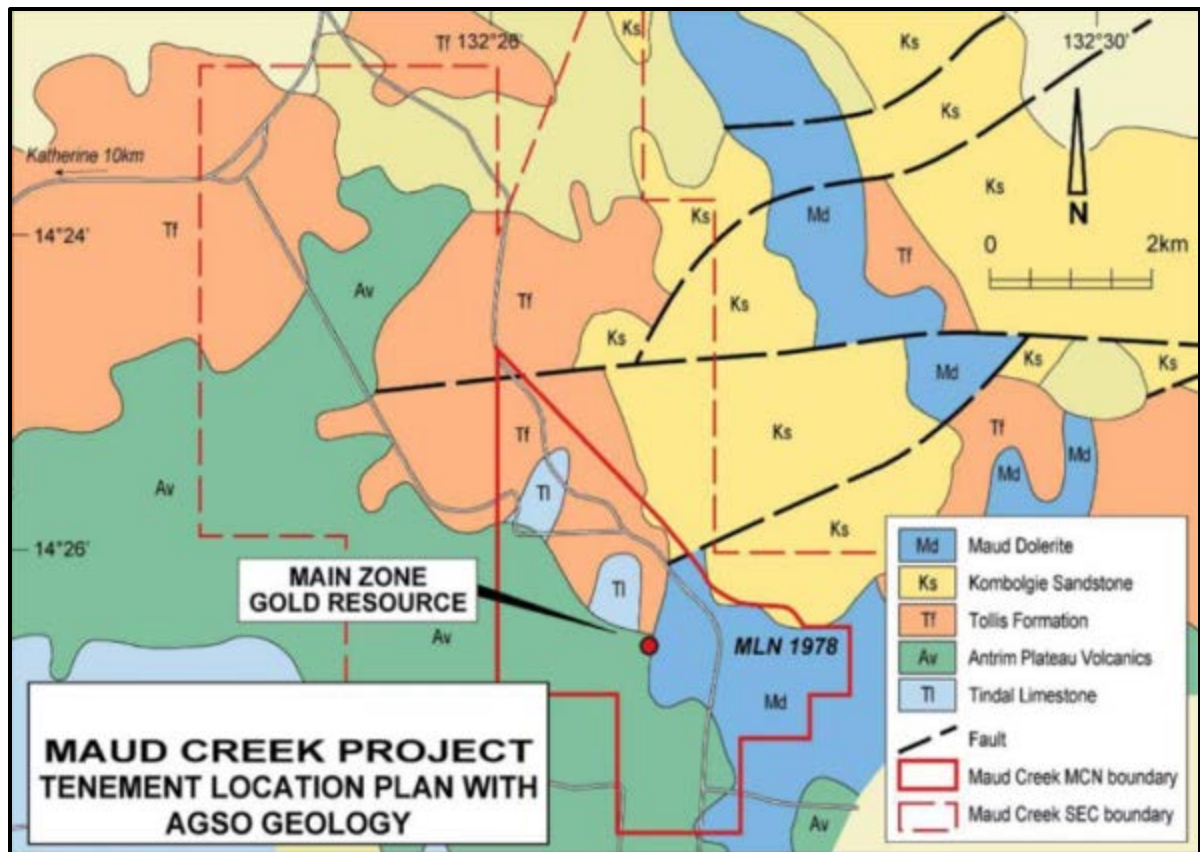 Tf
132°28'
Ks
Ks
132°30'
Ks
Katherine 10km
N
0
2km
14°24'
Tf
Av
Tf
Ks
Ks
Md
Ks
Tf
Ks
Ks
Md
Ks
Ks
Tf
Ks
Tf
Md
Md
Av
Tl
Ks
14°26'
MAIN ZONE
GOLD RESOURCE
Tl
Av
MLN 1978
Md
Av
MAUD CREEK PROJECT
TENEMENT LOCATION PLAN WITH
AGSO GEOLOGY
Md Maud Dolerite
Ks Kombolgie Sandstone
Tf Tollis Formation
Av Antrim Plateau Volcanics
Tl Tindal Limestone
Fault
Maud Creek MCN boundary
Maud Creek SEC boundary